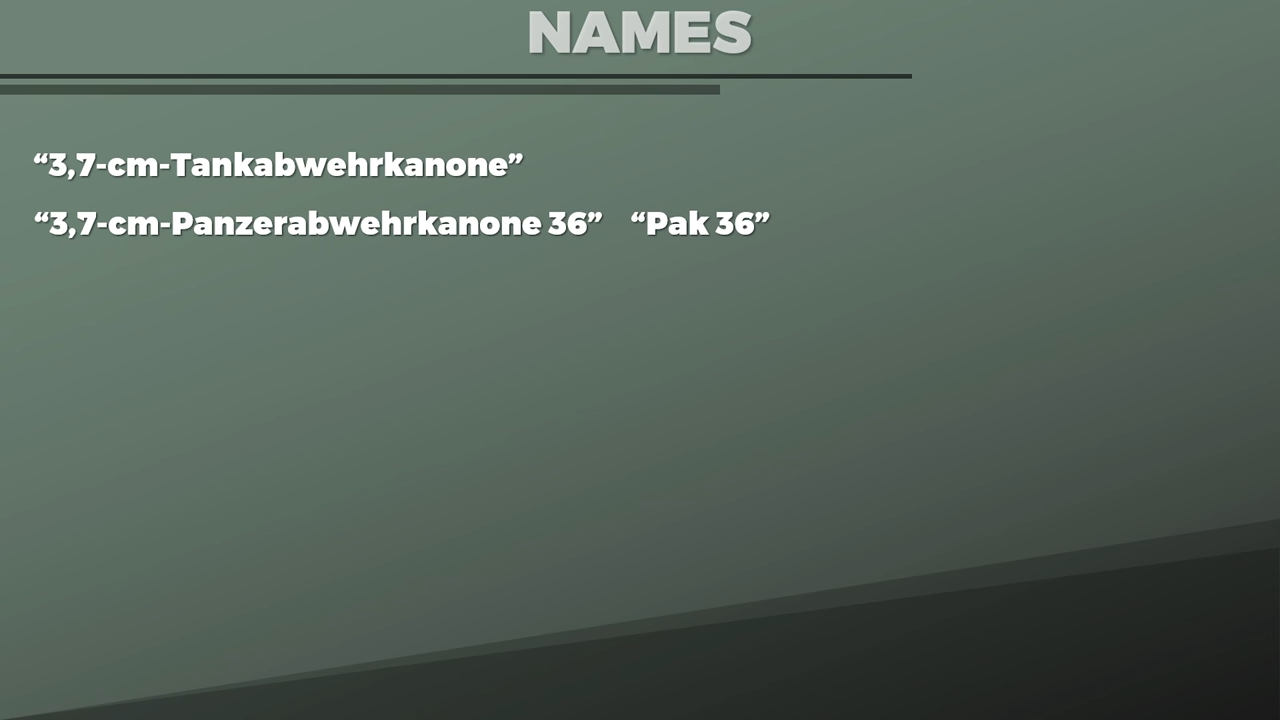 NAMES
“3,7-cm-Tankabwehrkanone”
“3,7-cm-Panzerabwehrkanone 36” “Pak 36”